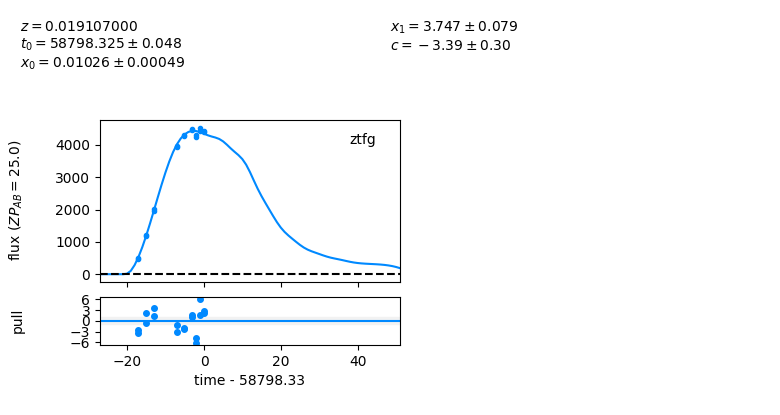 z = 0.019107000
t₀ = 58798.325 ± 0.048
x₀ = 0.01026 ± 0.00049
x₁ = 3.747 ± 0.079
c = −3.39 ± 0.30
ztfg
flux (ZP_AB = 25.0)
4000
3000
2000
1000
0
pull
6
3
0
−3
−6
−20 0 20 40
time - 58798.33